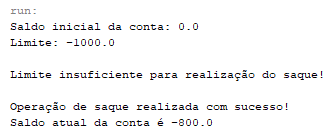 run:
Saldo inicial da conta: 0.0
Limite: -1000.0
Limite insuficiente para realização do saque!
Operação de saque realizada com sucesso!
Saldo atual da conta é -800.0